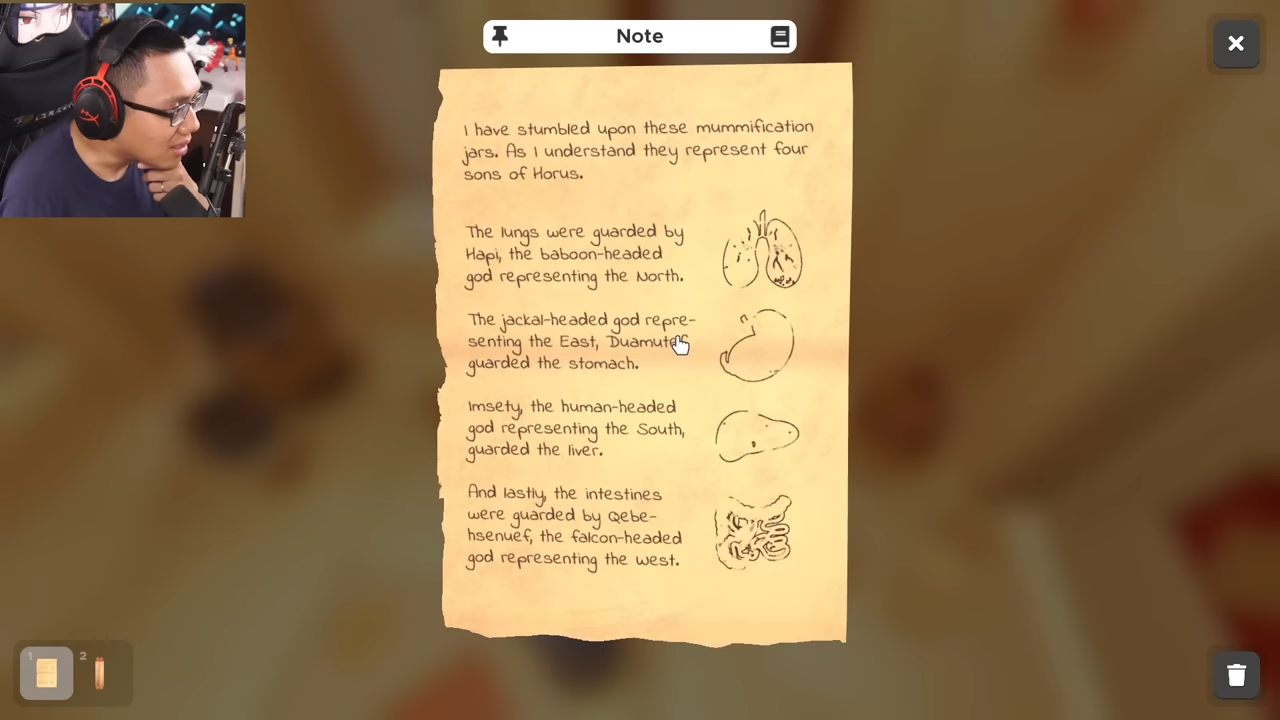 Note
I have stumbled upon these mummification
jars. As I understand they represent four
sons of Horus.
The lungs were guarded by
Hapi, the baboon-headed
god representing the North.
The jackal-headed god repre-
senting the East, Duamutef
guarded the stomach.
Imsety, the human-headed
god representing the South,
guarded the liver.
And lastly, the intestines
were guarded by Qebe-
hsenuef, the falcon-headed
god representing the west.
1
2